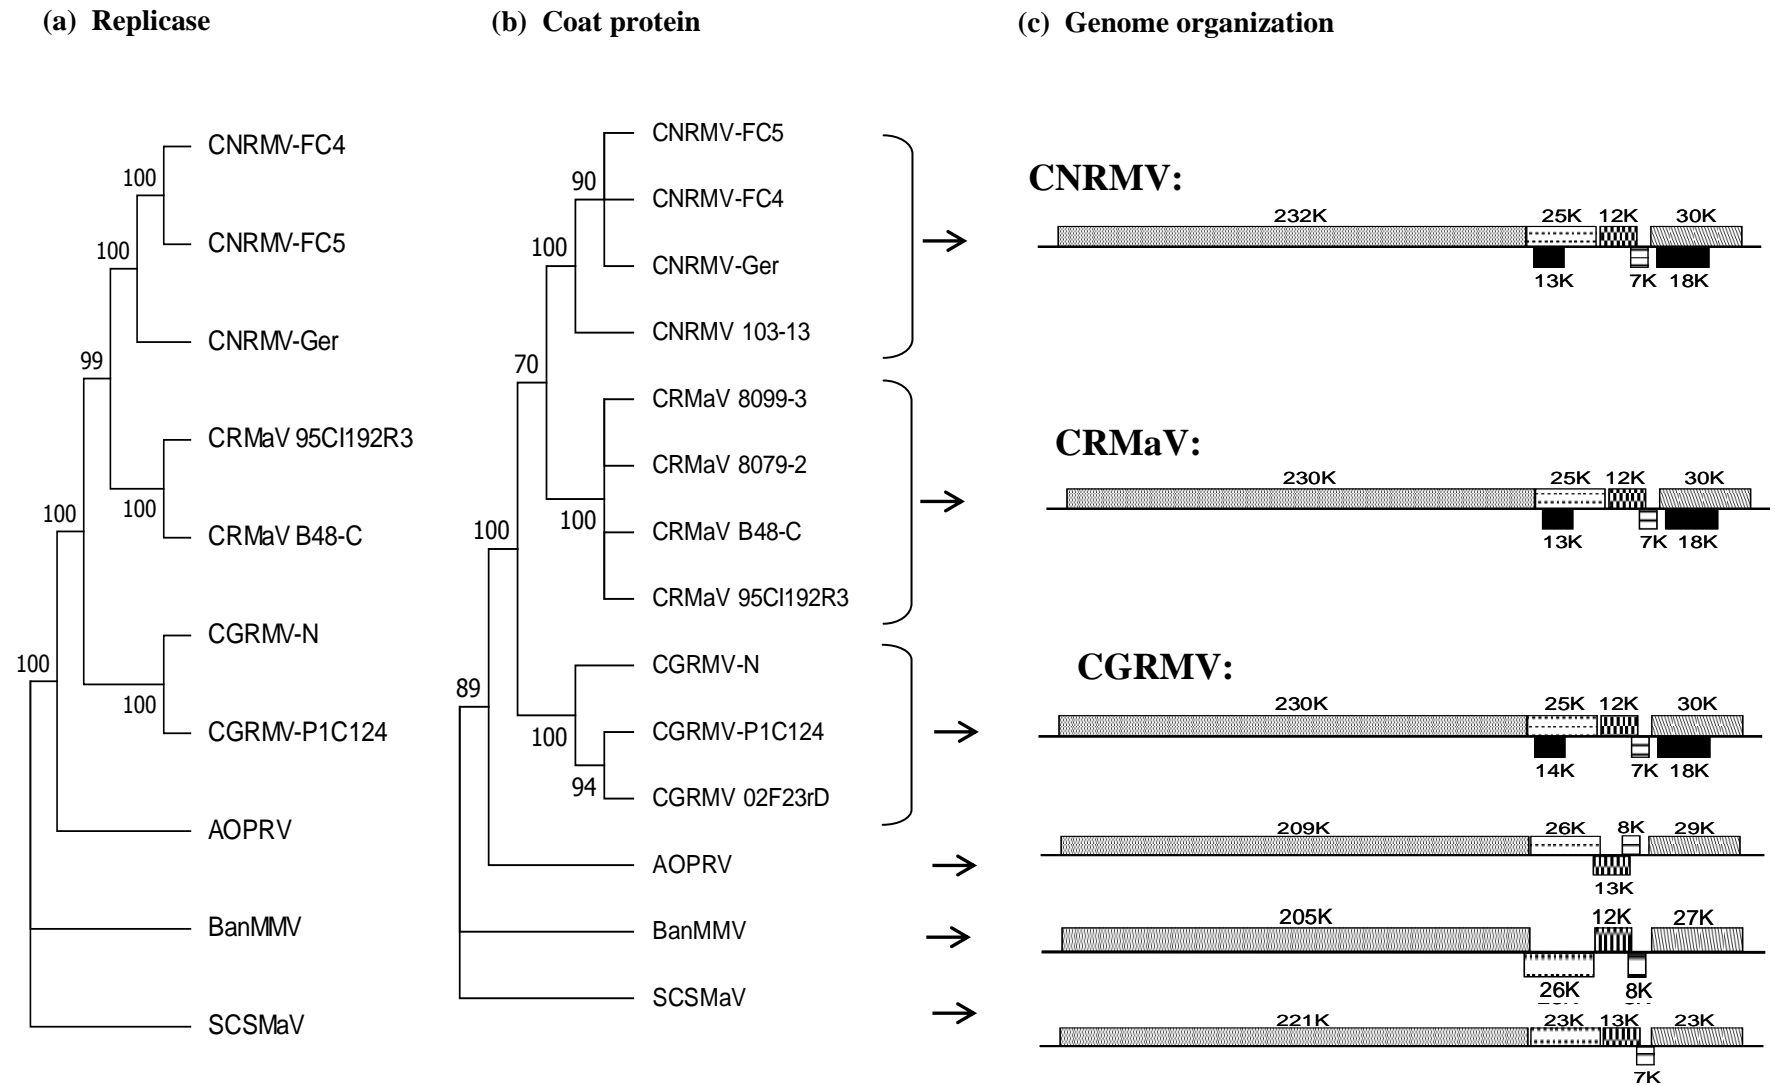 (a) Replicase
(b) Coat protein
(c) Genome organization
CNRMV-FC4
CNRMV-FC5
CNRMV-Ger
CRMaV 95CI192R3
CRMaV B48-C
CGRMV-N
CGRMV-P1C124
AOPRV
BanMMV
SCSMaV
100
100
99
100
100
100
100
CNRMV-FC5
CNRMV-FC4
CNRMV-Ger
CNRMV 103-13
CRMaV 8099-3
CRMaV 8079-2
CRMaV B48-C
CRMaV 95CI192R3
CGRMV-N
CGRMV-P1C124
CGRMV 02F23rD
AOPRV
BanMMV
SCSMaV
90
100
70
100
100
89
100
94
CNRMV:
232K 25K 12K 30K
13K 7K 18K
CRMaV:
230K 25K 12K 30K
13K 7K 18K
CGRMV:
230K 25K 12K 30K
14K 7K 18K
209K 26K 8K 29K
13K
205K 12K 27K
26K 8K
221K 23K 13K 23K
7K